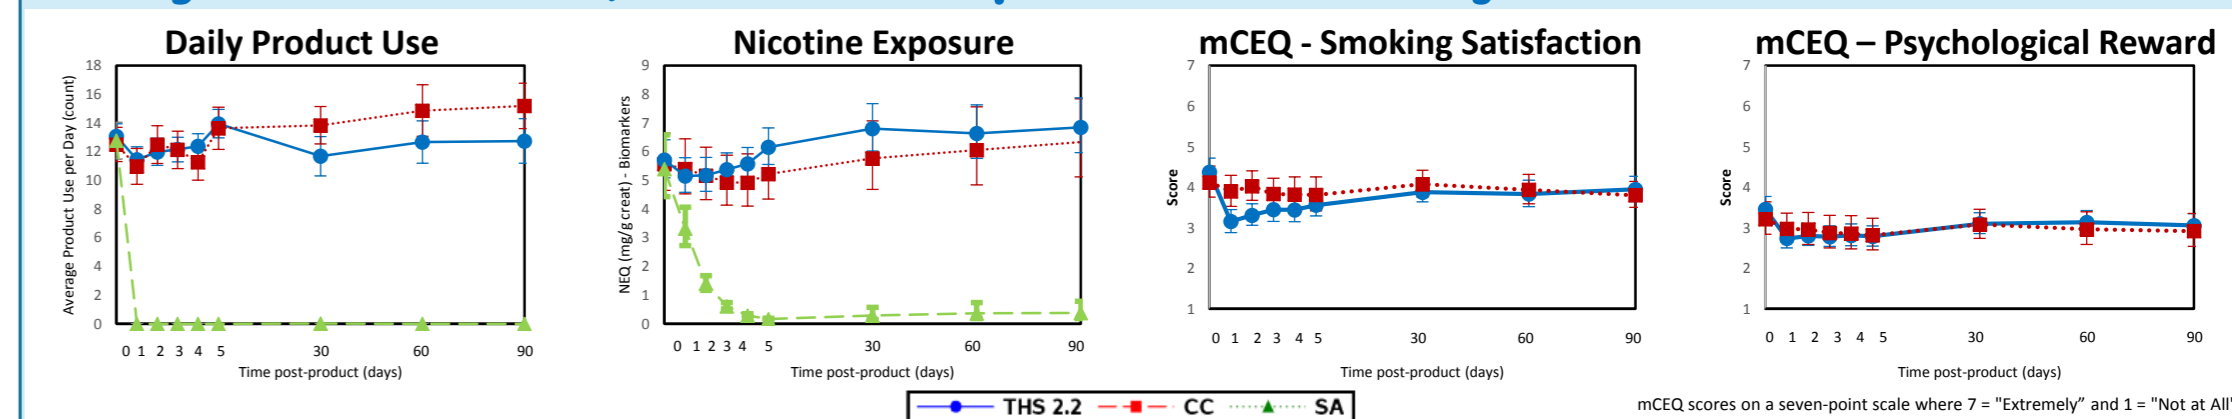 Daily Product Use
Average Product Use per Day (count)
18
16
14
12
10
8
6
4
2
0
0 1 2 3 4 5 30 60 90
Time post-product (days)
Nicotine Exposure
NEQ (mg/g creat) - Biomarkers
9
8
7
6
5
4
3
2
1
0
0 1 2 3 4 5 30 60 90
Time post-product (days)
mCEQ - Smoking Satisfaction
Score
7
6
5
4
3
2
1
0 1 2 3 4 5 30 60 90
Time post-product (days)
mCEQ – Psychological Reward
Score
7
6
5
4
3
2
1
0 1 2 3 4 5 30 60 90
Time post-product (days)
THS 2.2 CC SA
mCEQ scores on a seven-point scale where 7 = "Extremely” and 1 = "Not at All"